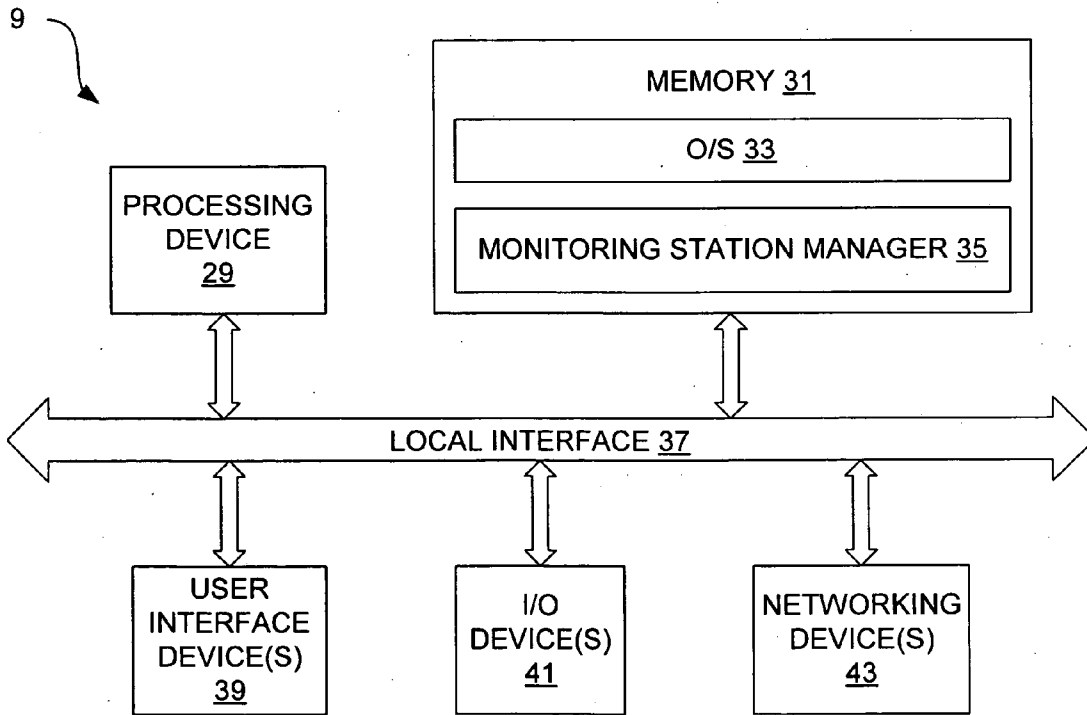 9
MEMORY 31
O/S 33
MONITORING STATION MANAGER 35
PROCESSING
DEVICE
29
LOCAL INTERFACE 37
USER
INTERFACE
DEVICE(S)
39
I/O
DEVICE(S)
41
NETWORKING
DEVICE(S)
43